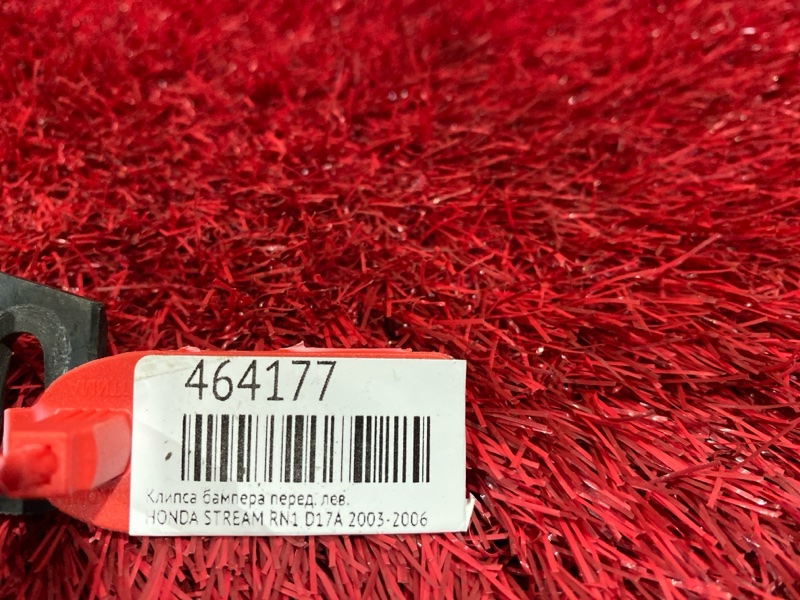 464177
Клипса бампера перед. лев.
HONDA STREAM RN1 D17A 2003-2006